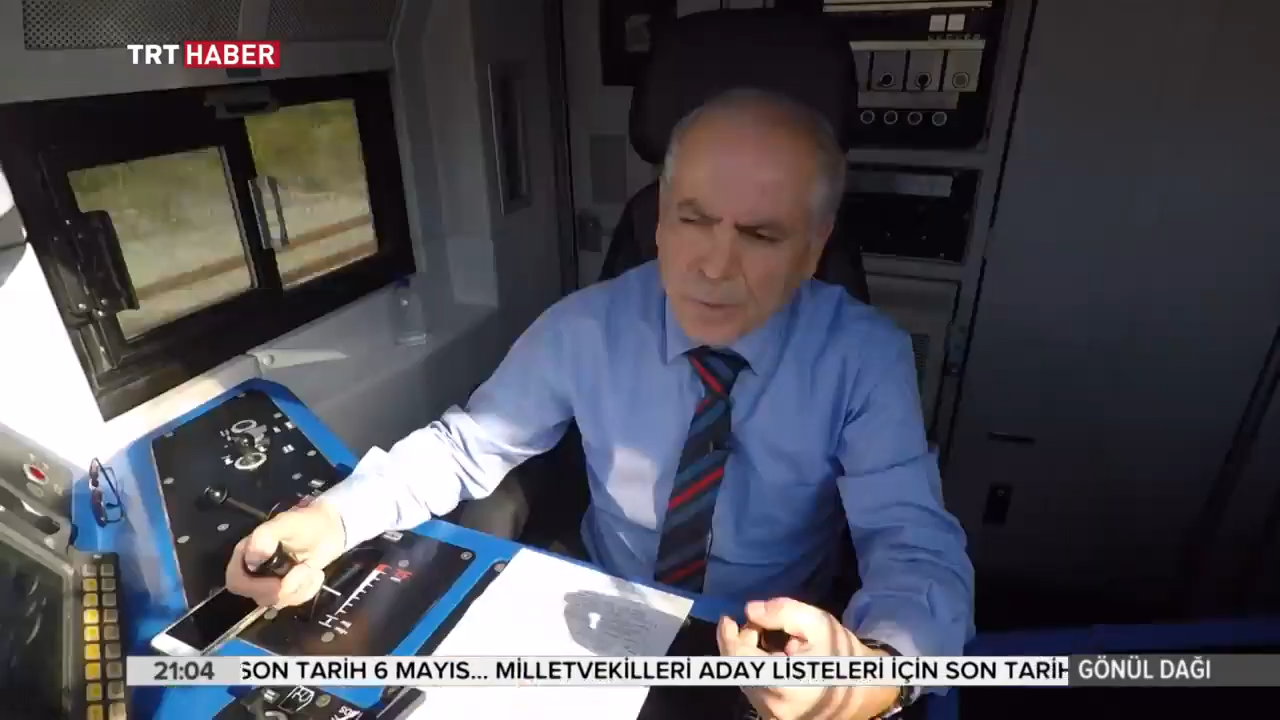 TRT HABER
21:04 SON TARİH 6 MAYIS... MİLLETVEKİLLERİ ADAY LİSTELERİ İÇİN SON TARİH GÖNÜL DAĞI